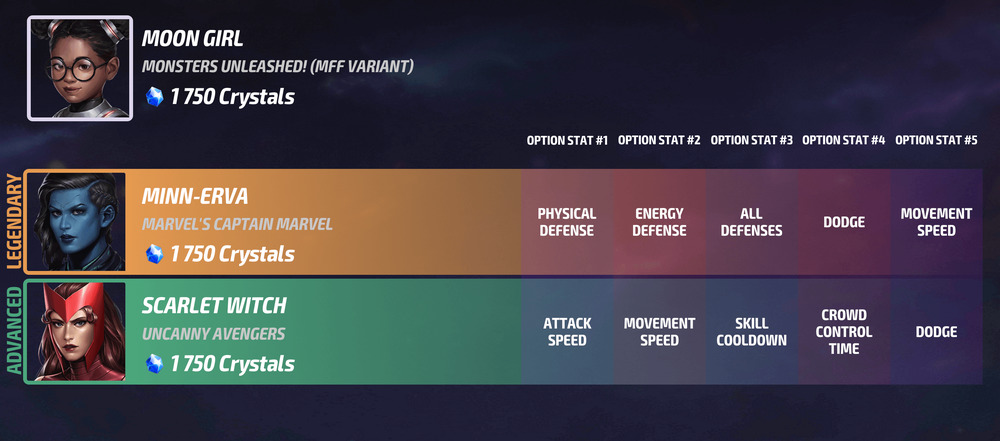 MOON GIRL
MONSTERS UNLEASHED! (MFF VARIANT)
1 750 Crystals
OPTION STAT #1 OPTION STAT #2 OPTION STAT #3 OPTION STAT #4 OPTION STAT #5
LEGENDARY
MINN-ERVA
MARVEL'S CAPTAIN MARVEL
1 750 Crystals
PHYSICAL
DEFENSE
ENERGY
DEFENSE
ALL
DEFENSES
DODGE
MOVEMENT
SPEED
ADVANCED
SCARLET WITCH
UNCANNY AVENGERS
1 750 Crystals
ATTACK
SPEED
MOVEMENT
SPEED
SKILL
COOLDOWN
CROWD
CONTROL
TIME
DODGE